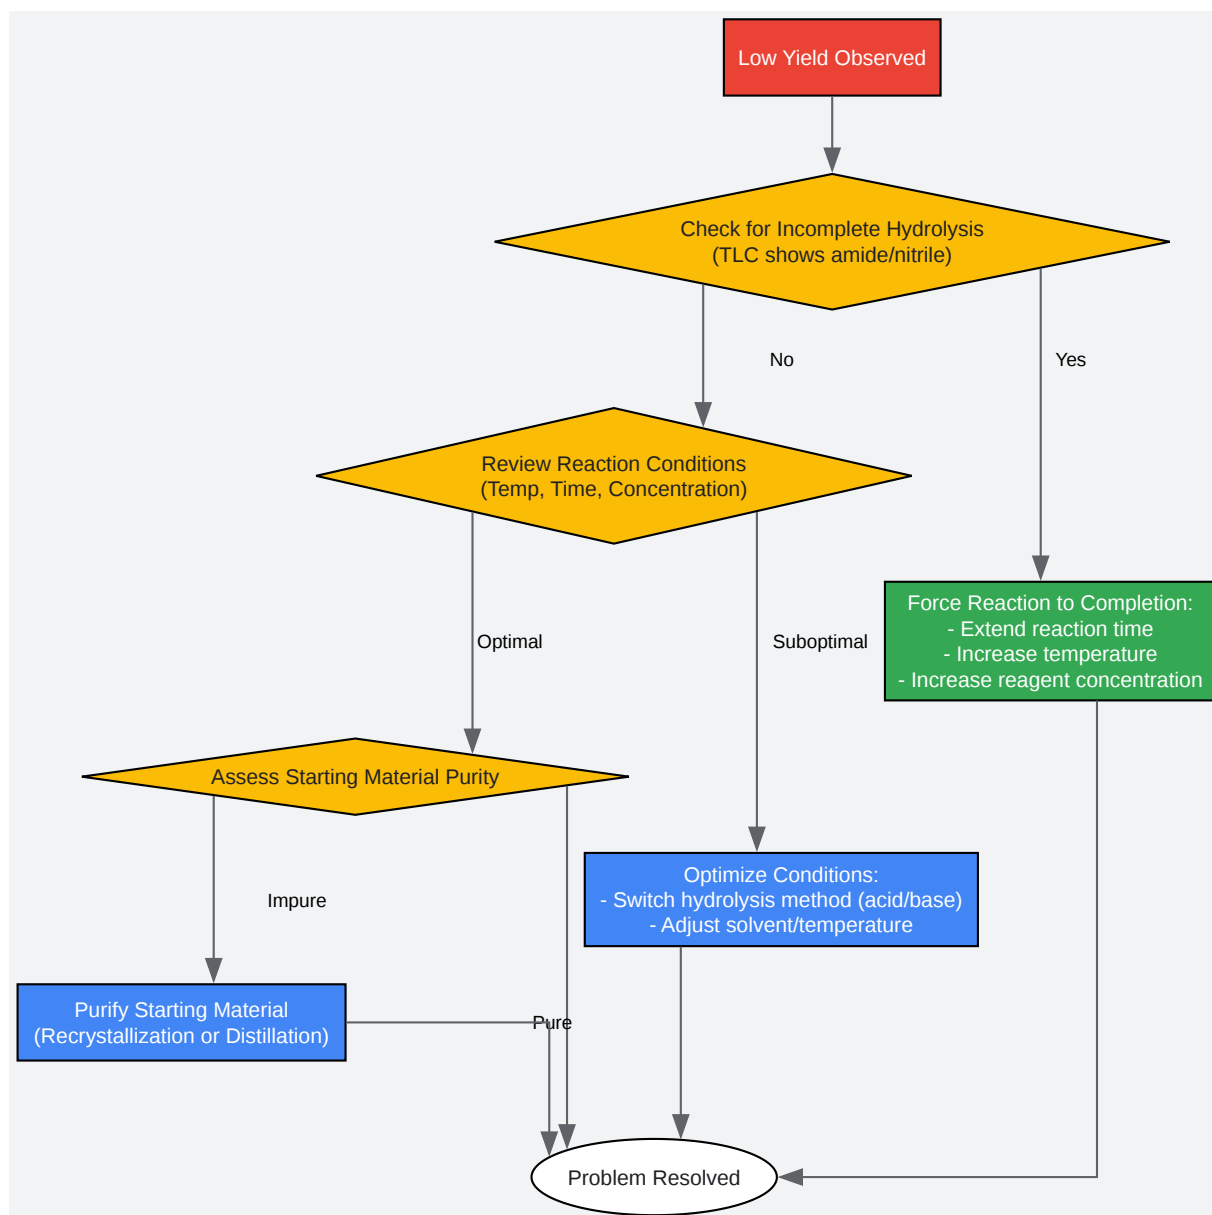 Low Yield Observed
Check for Incomplete Hydrolysis
(TLC shows amide/nitrile)
No
Yes
Review Reaction Conditions
(Temp, Time, Concentration)
Force Reaction to Completion:
- Extend reaction time
- Increase temperature
- Increase reagent concentration
Optimal
Suboptimal
Assess Starting Material Purity
Optimize Conditions:
- Switch hydrolysis method (acid/base)
- Adjust solvent/temperature
Impure
Purify Starting Material
(Recrystallization or Distillation)
Pure
Problem Resolved